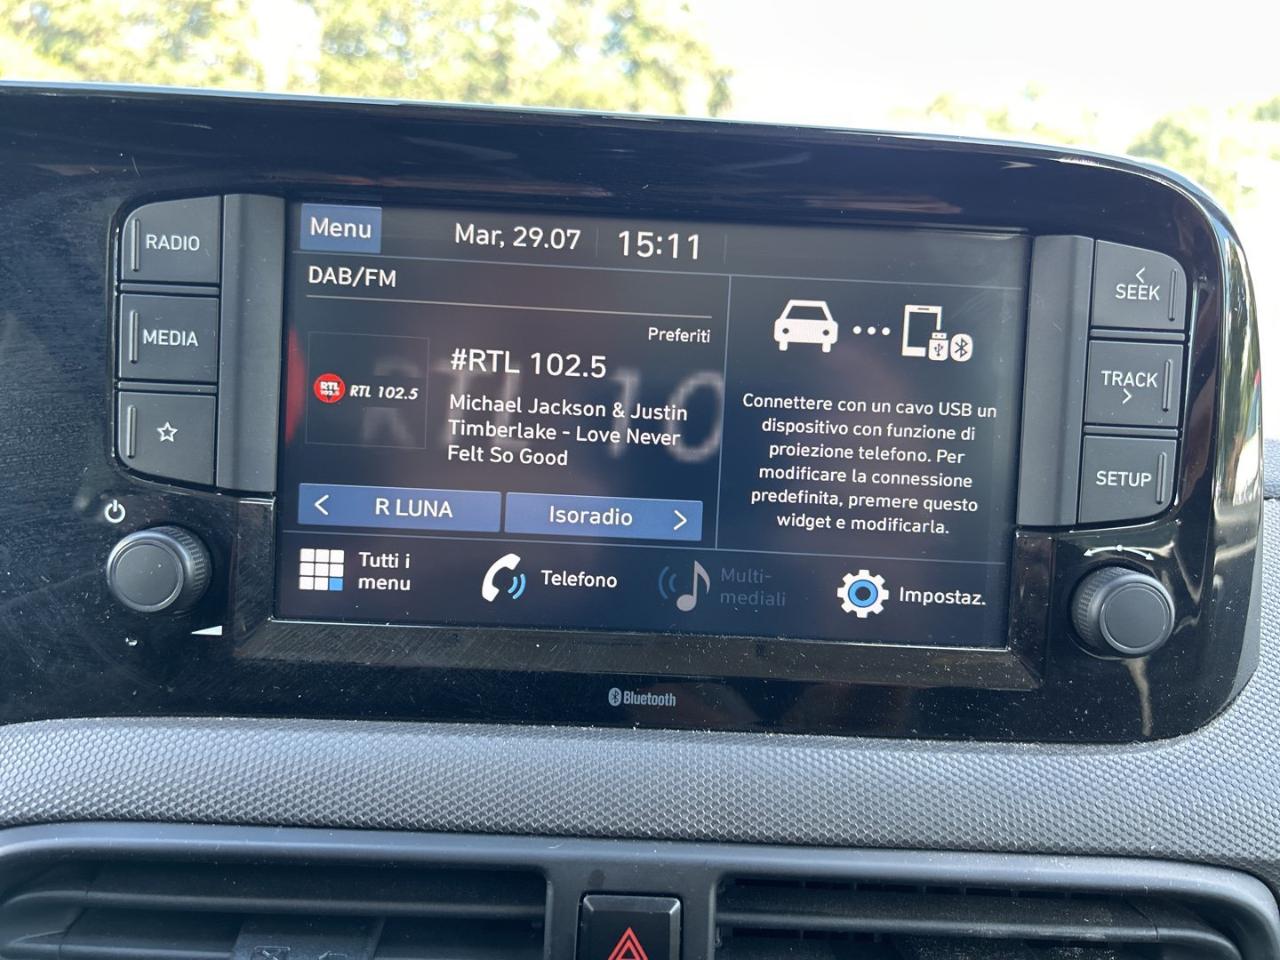 RADIO
MEDIA
Menu
Mar, 29.07
15:11
DAB/FM
Preferiti
#RTL 102.5
RTL
102.5
RTL 102.5
Michael Jackson & Justin
Timberlake - Love Never
Felt So Good
< R LUNA
Isoradio >
Connettere con un cavo USB un
dispositivo con funzione di
proiezione telefono. Per
modificare la connessione
predefinita, premere questo
widget e modificarla.
Tutti i
menu
Telefono
Multi-
mediali
Impostaz.
<
SEEK
TRACK
>
SETUP
Bluetooth